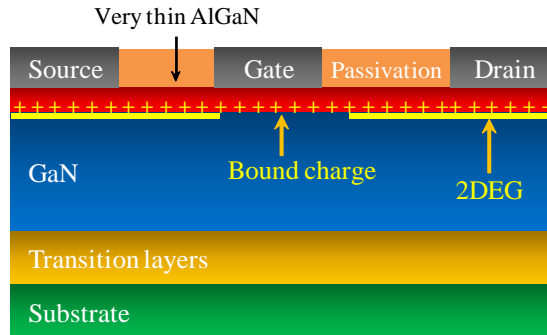 Very thin AlGaN
Source
Gate
Passivation
Drain
+ + + + + + + + + + + + + + + + + + + + + + + + + + + + + + + +
GaN
Bound charge
2DEG
Transition layers
Substrate